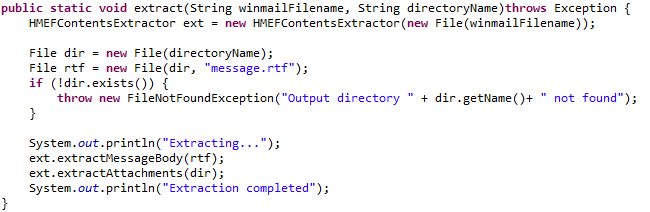 public static void extract(String winmailFilename, String directoryName)throws Exception {
    HMEFContentsExtractor ext = new HMEFContentsExtractor(new File(winmailFilename));

    File dir = new File(directoryName);
    File rtf = new File(dir, "message.rtf");
    if (!dir.exists()) {
        throw new FileNotFoundException("Output directory " + dir.getName()+ " not found");
    }

    System.out.println("Extracting...");
    ext.extractMessageBody(rtf);
    ext.extractAttachments(dir);
    System.out.println("Extraction completed");
}